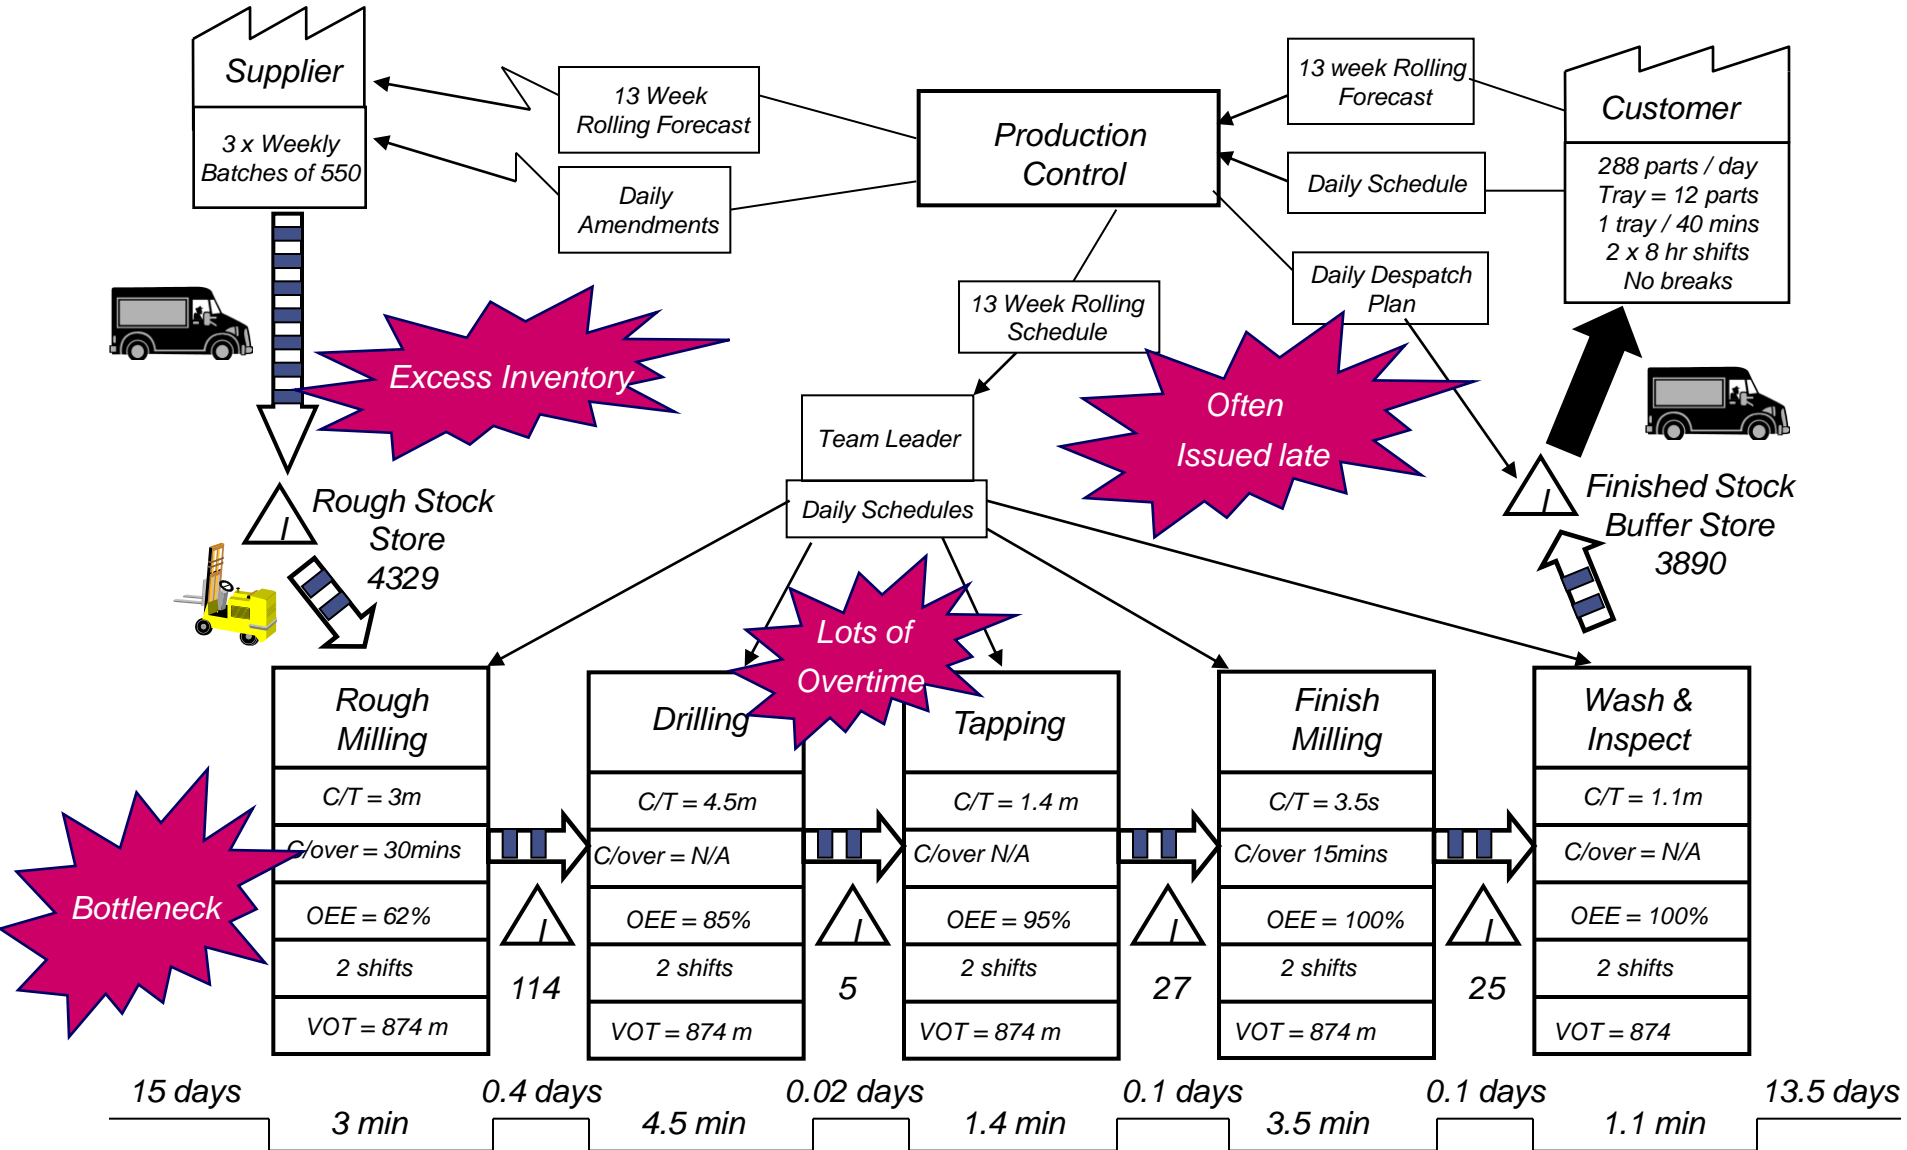 Supplier
3 x Weekly
Batches of 550
13 Week
Rolling Forecast
Daily
Amendments
Production
Control
13 week Rolling
Forecast
Daily Schedule
Customer
288 parts / day
Tray = 12 parts
1 tray / 40 mins
2 x 8 hr shifts
No breaks
13 Week Rolling
Schedule
Daily Despatch
Plan
Excess Inventory
Often
Issued late
Team Leader
Daily Schedules
Rough Stock
Store
4329
I
Finished Stock
Buffer Store
3890
I
Lots of
Overtime
Bottleneck
Rough
Milling
C/T = 3m
C/over = 30mins
OEE = 62%
2 shifts
VOT = 874 m
I
114
Drilling
C/T = 4.5m
C/over = N/A
OEE = 85%
2 shifts
VOT = 874 m
I
5
Tapping
C/T = 1.4 m
C/over N/A
OEE = 95%
2 shifts
VOT = 874 m
I
27
Finish
Milling
C/T = 3.5s
C/over 15mins
OEE = 100%
2 shifts
VOT = 874 m
I
25
Wash &
Inspect
C/T = 1.1m
C/over = N/A
OEE = 100%
2 shifts
VOT = 874
15 days
3 min
0.4 days
4.5 min
0.02 days
1.4 min
0.1 days
3.5 min
0.1 days
1.1 min
13.5 days